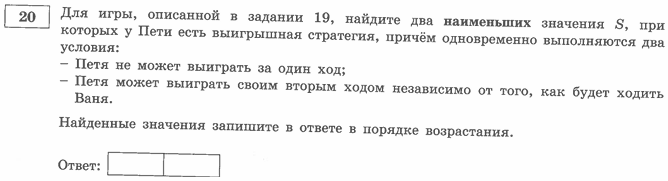 20
Для игры, описанной в задании 19, найдите два наименьших значения S, при
которых у Пети есть выигрышная стратегия, причём одновременно выполняются два
условия:
– Петя не может выиграть за один ход;
– Петя может выиграть своим вторым ходом независимо от того, как будет ходить
Ваня.
Найденные значения запишите в ответе в порядке возрастания.
Ответ: